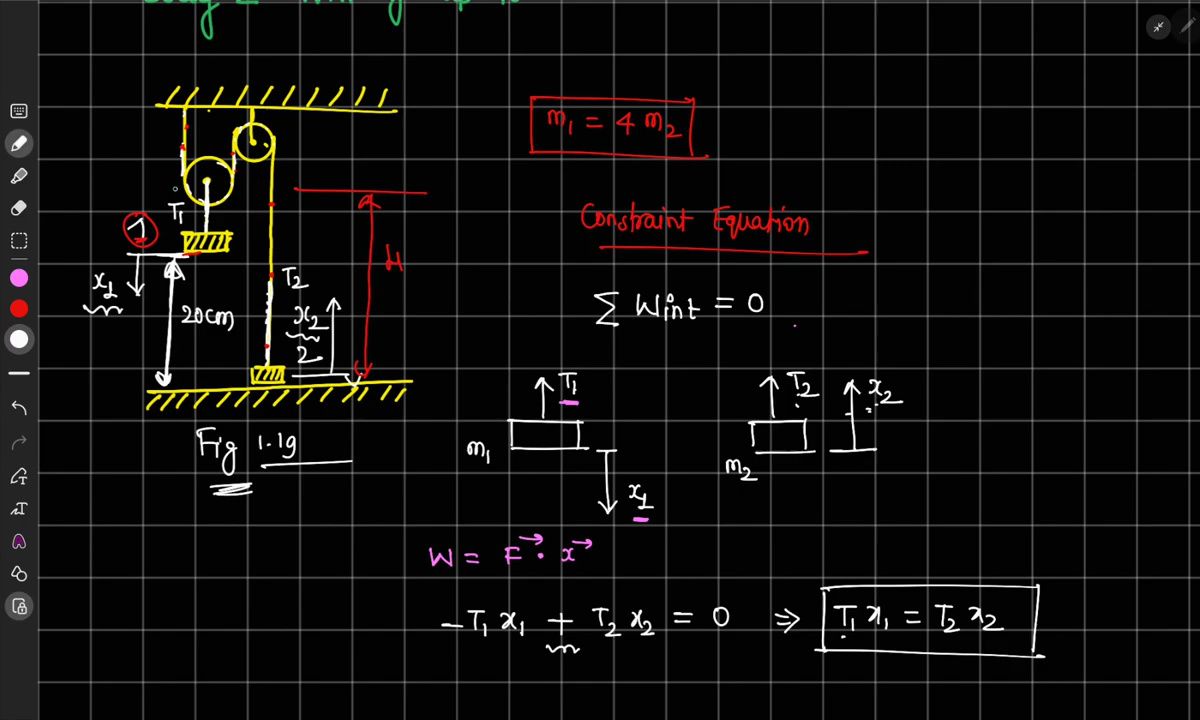 m₁ = 4 m₂
Constraint Equation
Σ Wint = 0
T₁
1
x₁
20cm
T₂
x₂
2
H
Fig 1.19
T₁
m₁
x₁
T₂
x₂
m₂
W = F⃗ · x⃗
-T₁ x₁ + T₂ x₂ = 0 ⇒ T₁ x₁ = T₂ x₂